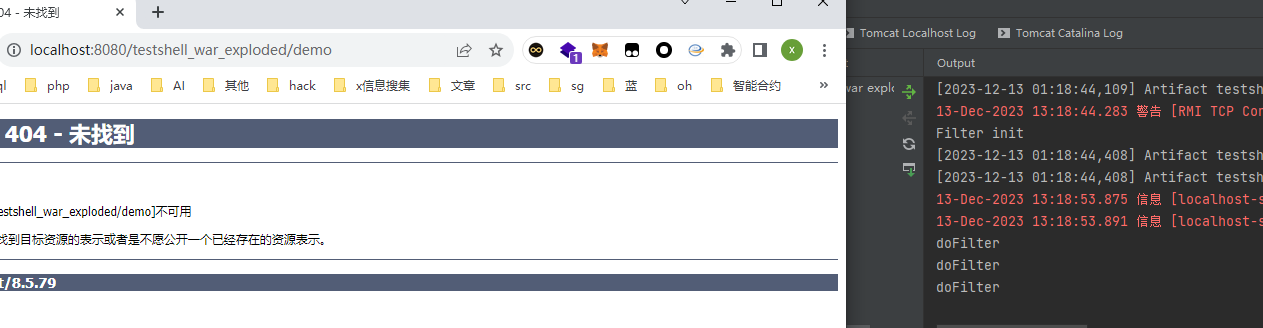 04 - 未找到
localhost:8080/testshell_war_exploded/demo
1
x
ql php java AI 其他 hack x信息搜集 文章 src sg 蓝 oh 智能合约 »
404 - 未找到
estshell_war_exploded/demo]不可用
找到目标资源的表示或者是不愿公开一个已经存在的资源表示。
t/8.5.79
Tomcat Localhost Log Tomcat Catalina Log
Output
war explo
[2023-12-13 01:18:44,109] Artifact testsh
13-Dec-2023 13:18:44.283 警告 [RMI TCP Con
Filter init
[2023-12-13 01:18:44,408] Artifact testsh
[2023-12-13 01:18:44,408] Artifact testsh
13-Dec-2023 13:18:53.875 信息 [localhost-s
13-Dec-2023 13:18:53.891 信息 [localhost-s
doFilter
doFilter
doFilter